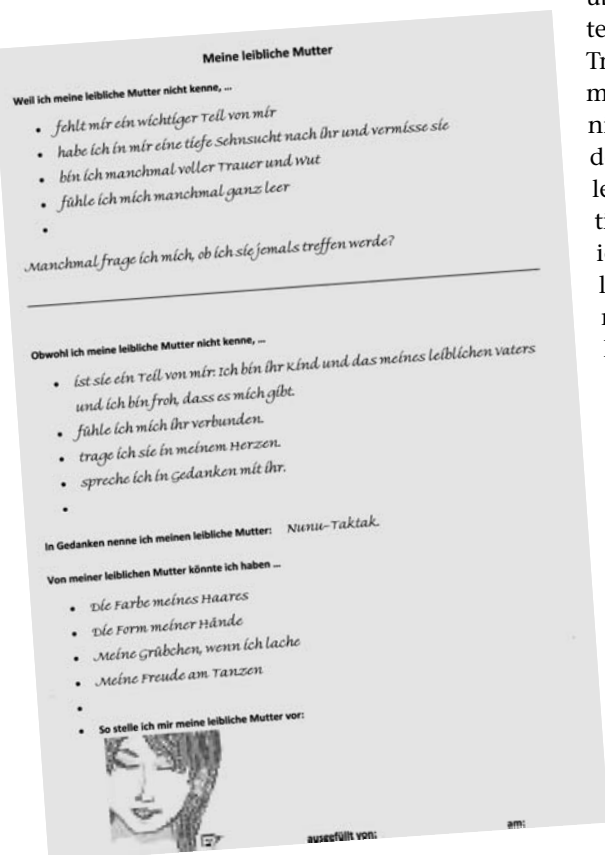 Meine leibliche Mutter
Weil ich meine leibliche Mutter nicht kenne, ...
• fehlt mir ein wichtiger Teil von mir
• habe ich in mir eine tiefe Sehnsucht nach ihr und vermisse sie
• bin ich manchmal voller Trauer und Wut
• fühle ich mich manchmal ganz leer
•
Manchmal frage ich mich, ob ich sie jemals treffen werde?
Obwohl ich meine leibliche Mutter nicht kenne, ...
• ist sie ein Teil von mir: Ich bin ihr Kind und das meines leiblichen Vaters
und ich bin froh, dass es mich gibt.
• fühle ich mich ihr verbunden.
• trage ich sie in meinem Herzen.
• spreche ich in Gedanken mit ihr.
•
In Gedanken nenne ich meinen leibliche Mutter: Nunu-Taktak.
Von meiner leiblichen Mutter könnte ich haben ...
• Die Farbe meines Haares
• Die Form meiner Hände
• Meine Grübchen, wenn ich lache
• Meine Freude am Tanzen
•
• So stelle ich mir meine leibliche Mutter vor:
ausgefüllt von: am: